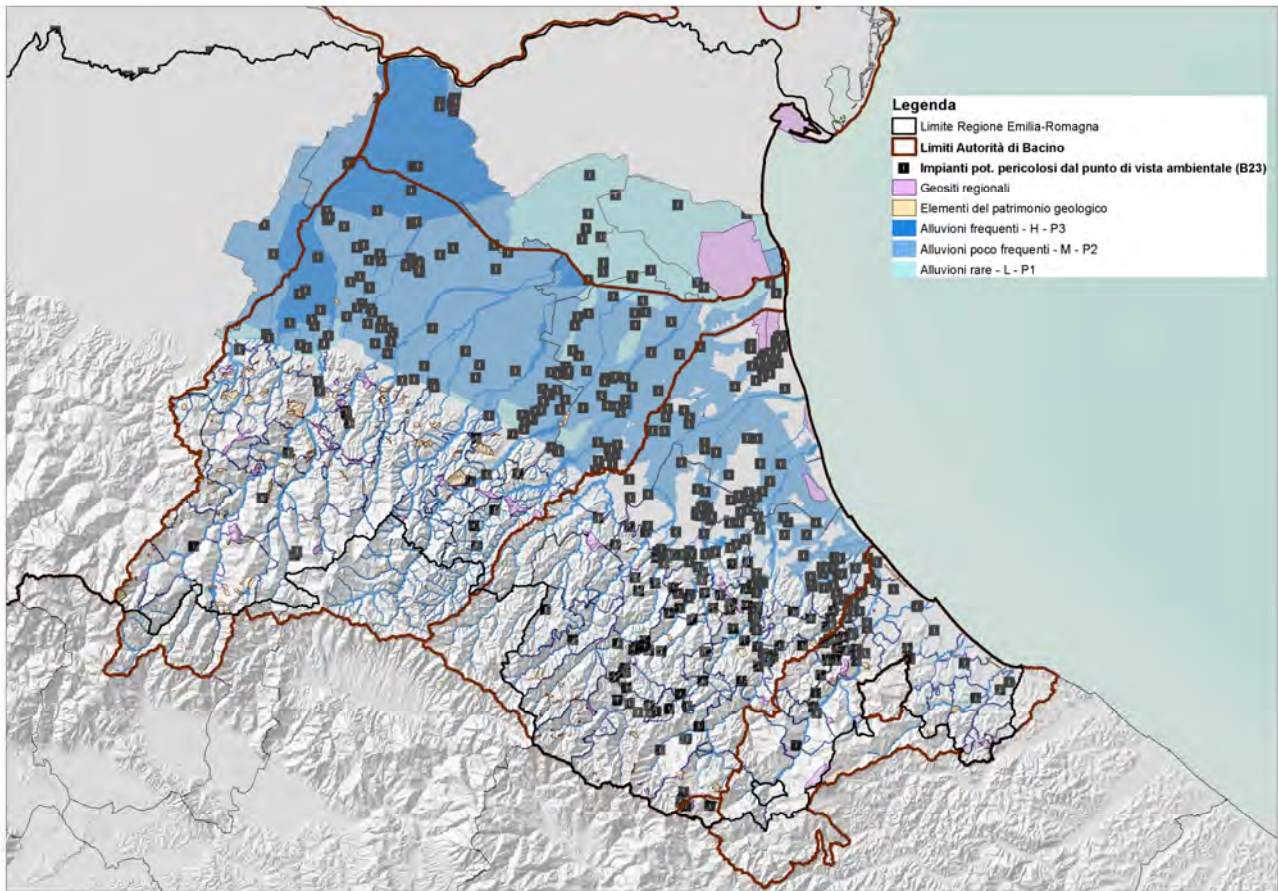 Legenda
Limite Regione Emilia-Romagna
Limiti Autorità di Bacino
Impianti pot. pericolosi dal punto di vista ambientale (B23)
Geositi regionali
Elementi del patrimonio geologico
Alluvioni frequenti - H - P3
Alluvioni poco frequenti - M - P2
Alluvioni rare - L - P1